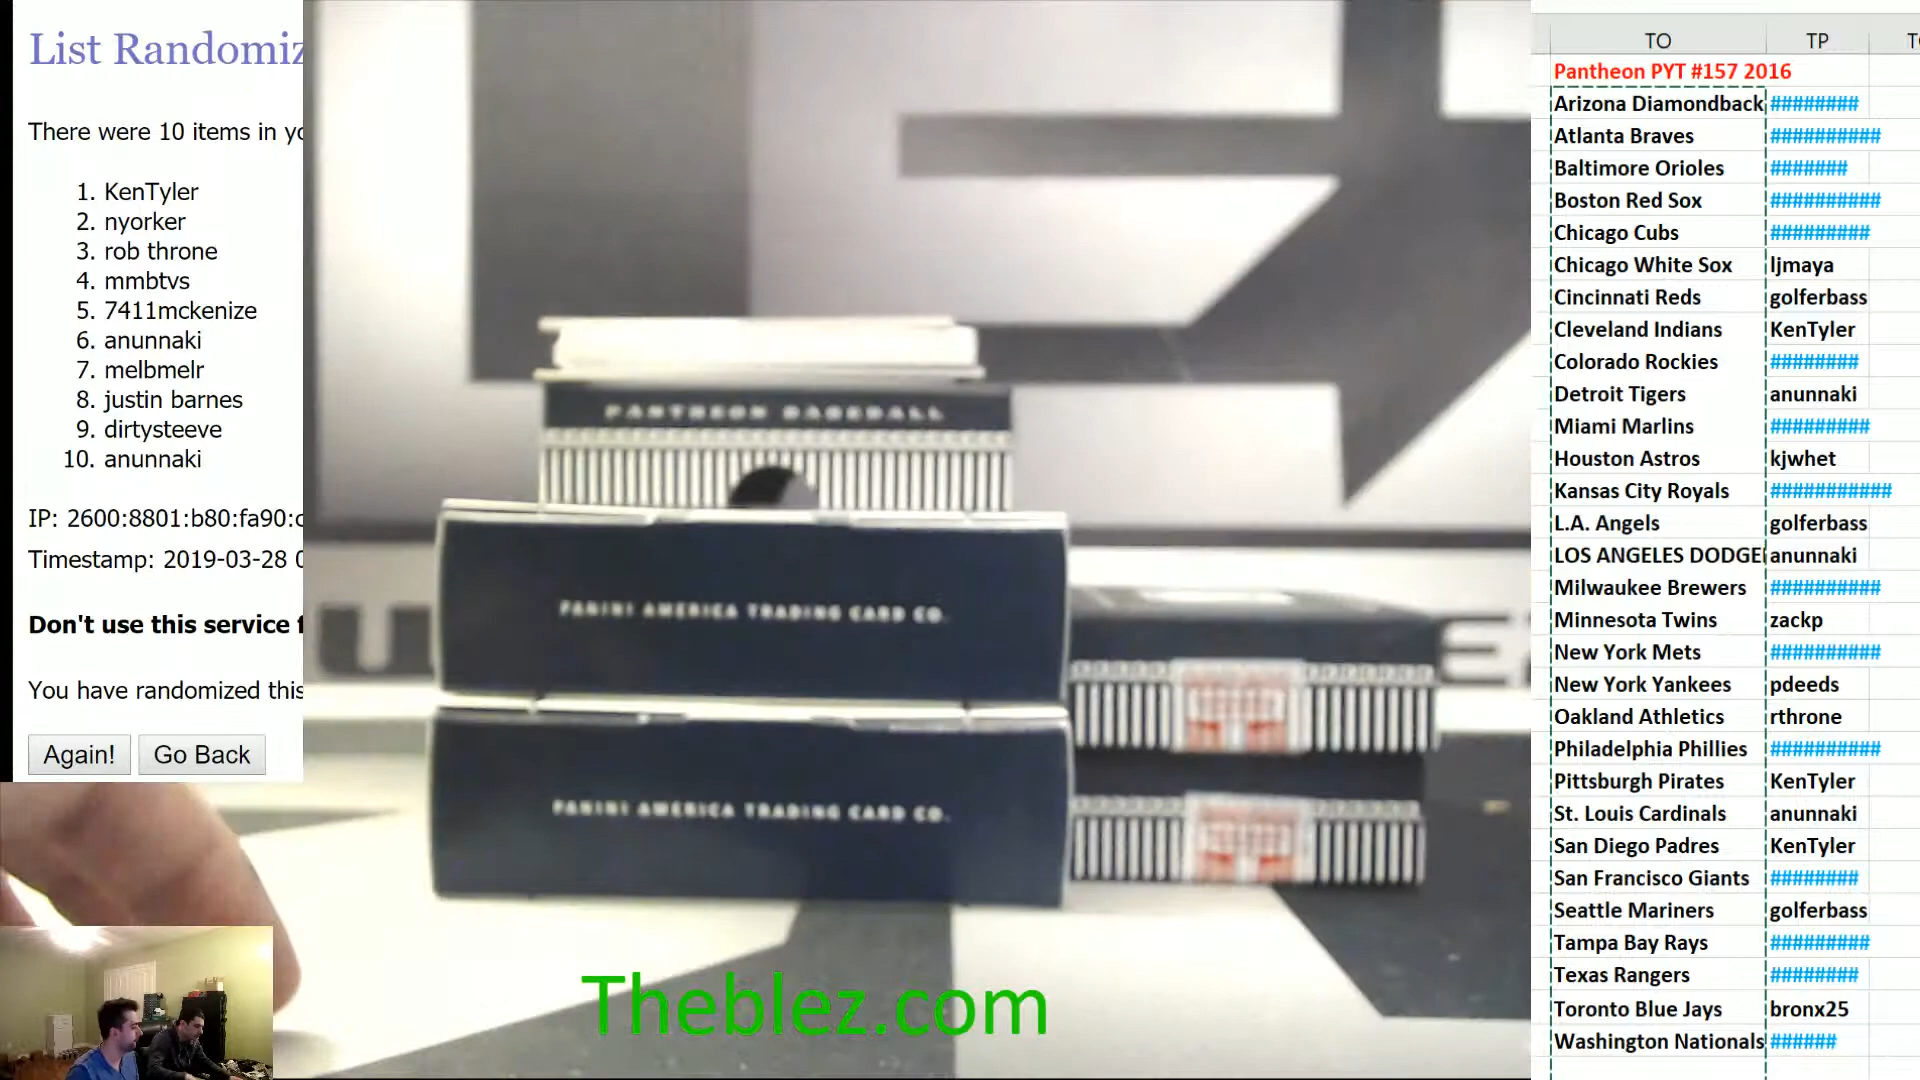 List Randomiz
There were 10 items in yo
1. KenTyler
2. nyorker
3. rob throne
4. mmbtvs
5. 7411mckenize
6. anunnaki
7. melbmelr
8. justin barnes
9. dirtysteeve
10. anunnaki
IP: 2600:8801:b80:fa90:c
Timestamp: 2019-03-28 0
Don't use this service f
You have randomized this
Again! Go Back
PANTHEON BASEBALL
PANINI AMERICA TRADING CARD CO.
PANINI AMERICA TRADING CARD CO.
Theblez.com
TO TP
Pantheon PYT #157 2016
Arizona Diamondback ########
Atlanta Braves ##########
Baltimore Orioles #######
Boston Red Sox ##########
Chicago Cubs #########
Chicago White Sox ljmaya
Cincinnati Reds golferbass
Cleveland Indians KenTyler
Colorado Rockies ########
Detroit Tigers anunnaki
Miami Marlins #########
Houston Astros kjwhet
Kansas City Royals ###########
L.A. Angels golferbass
LOS ANGELES DODGE anunnaki
Milwaukee Brewers ##########
Minnesota Twins zackp
New York Mets ##########
New York Yankees pdeeds
Oakland Athletics rthrone
Philadelphia Phillies ##########
Pittsburgh Pirates KenTyler
St. Louis Cardinals anunnaki
San Diego Padres KenTyler
San Francisco Giants ########
Seattle Mariners golferbass
Tampa Bay Rays #########
Texas Rangers ########
Toronto Blue Jays bronx25
Washington Nationals ######